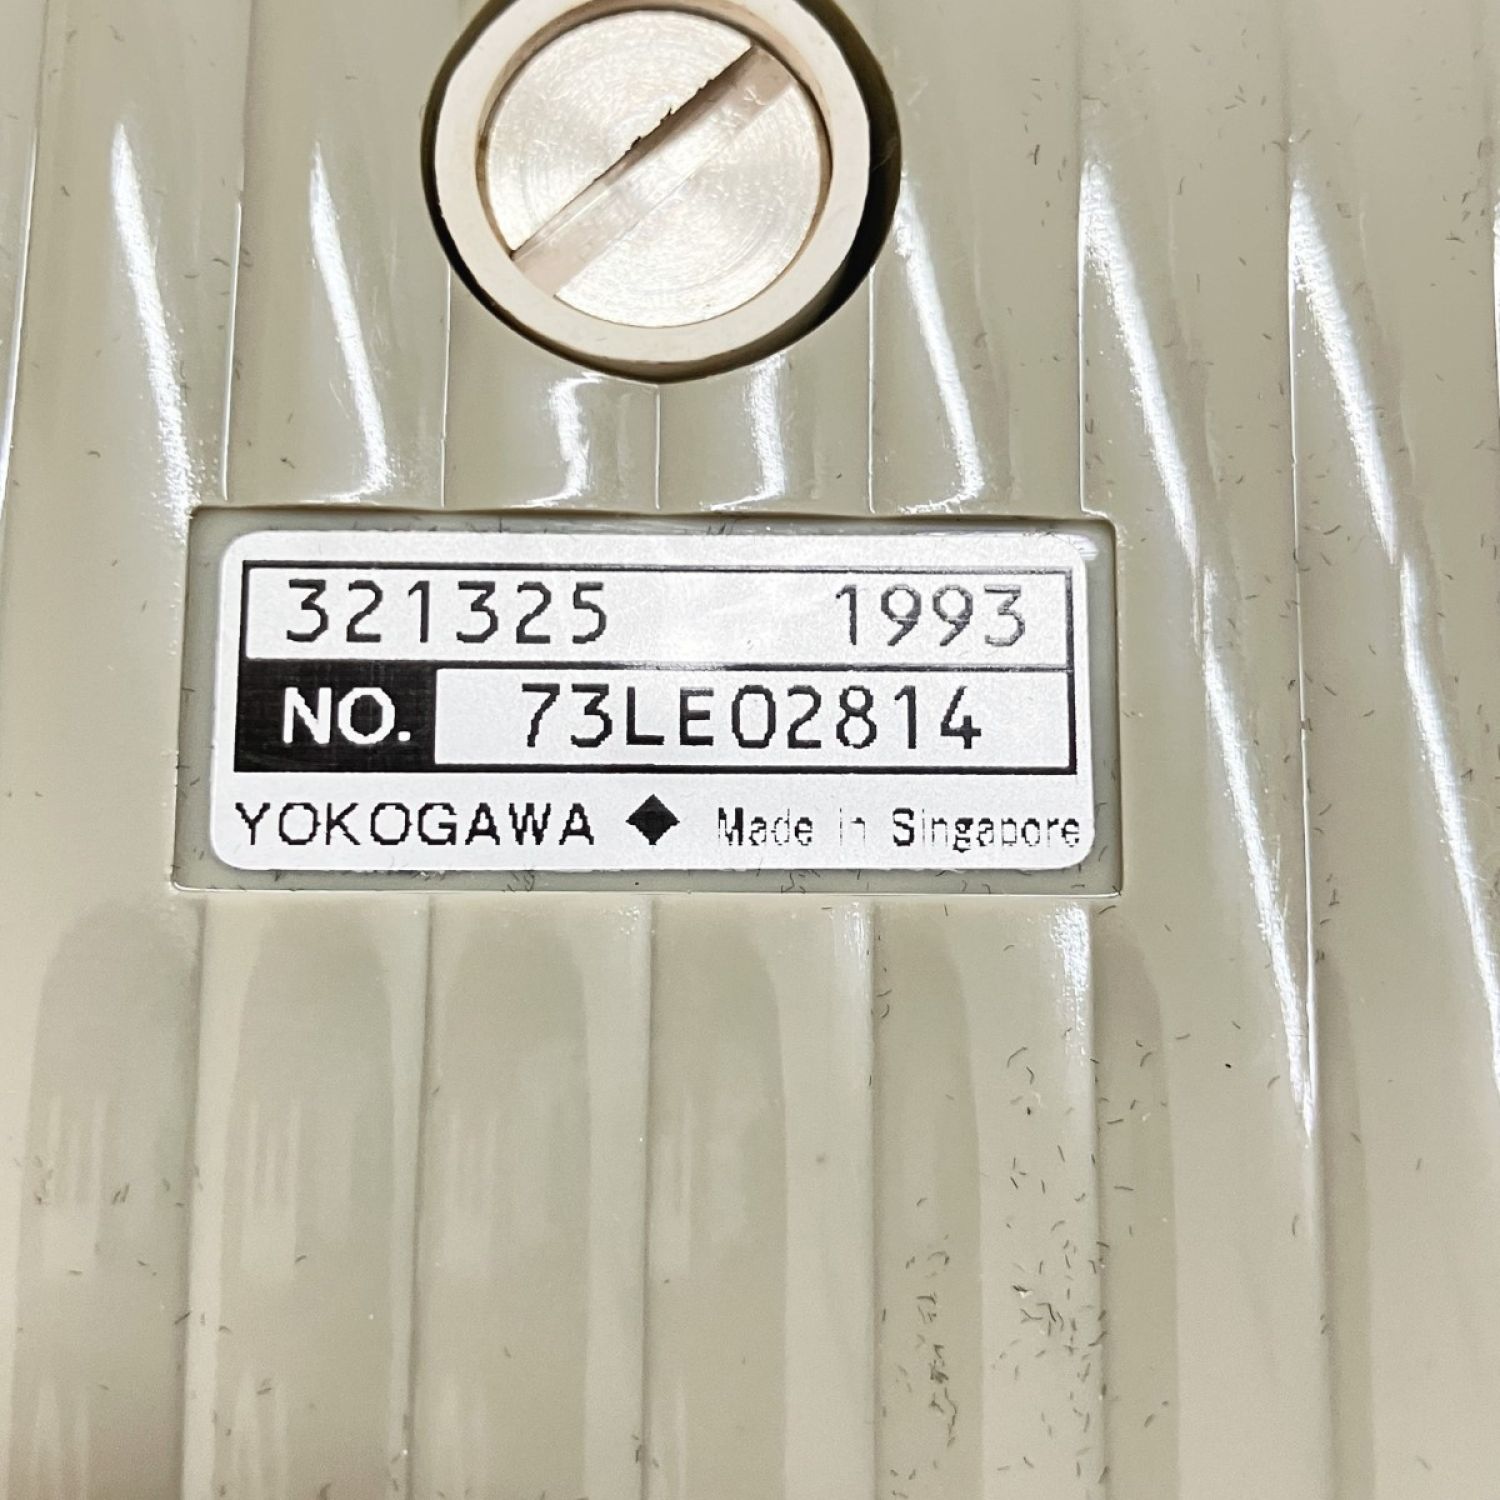 321325 1993
NO. 73LE02814
YOKOGAWA ◆ Made in Singapore